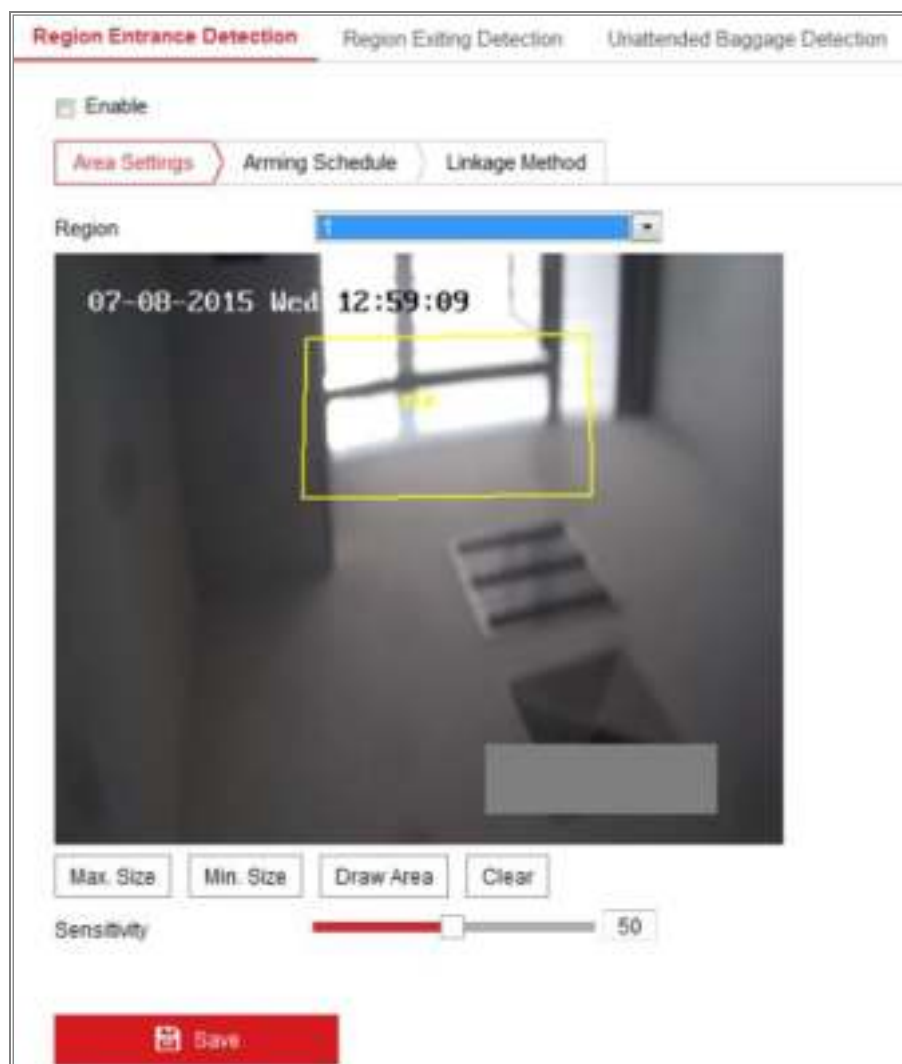 Region Entrance Detection Region Exiting Detection Unattended Baggage Detection
Enable
Area Settings Arming Schedule Linkage Method
Region 1
07-08-2015 Wed 12:59:09
Max. Size Min. Size Draw Area Clear
Sensitivity 50
Save